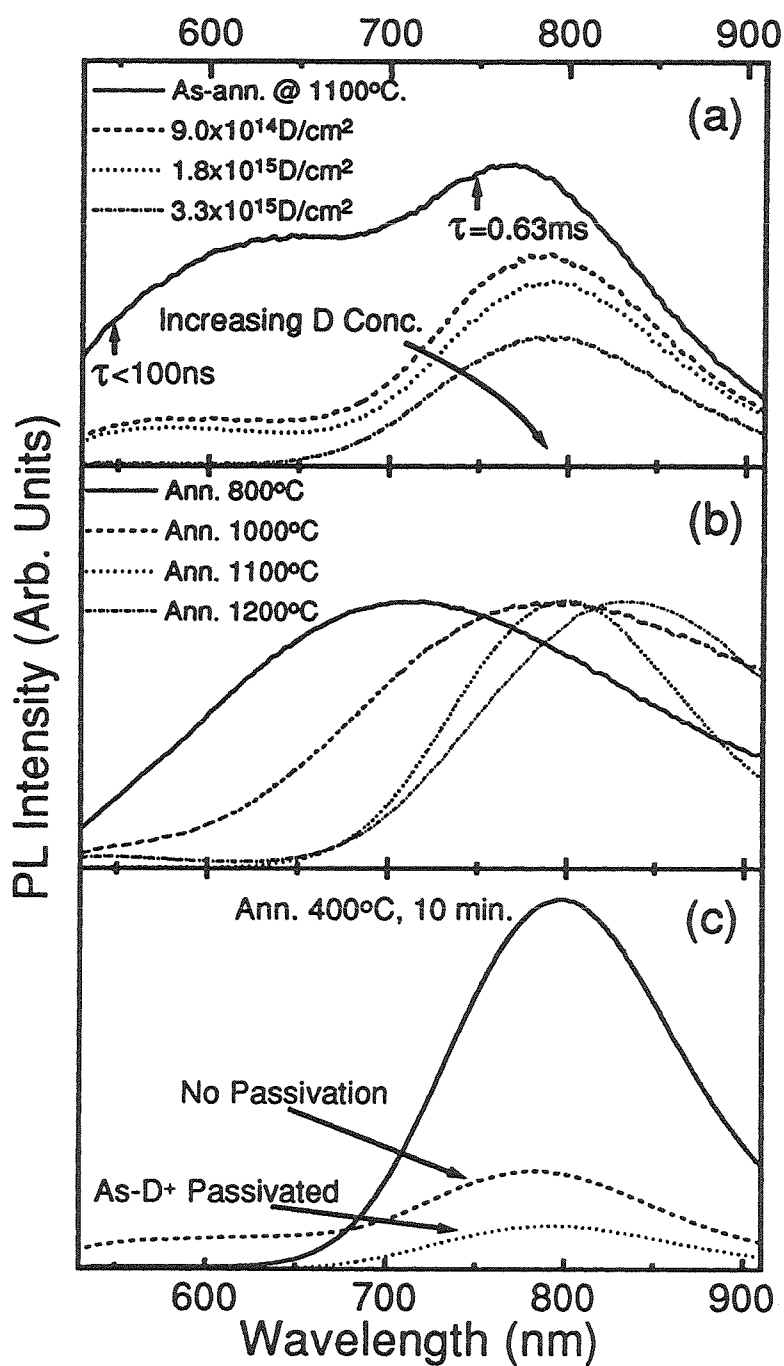 600 700 800 900
As-ann. @ 1100°C.
9.0x10¹⁴D/cm²
1.8x10¹⁵D/cm²
3.3x10¹⁵D/cm²
(a)
τ=0.63ms
Increasing D Conc.
τ<100ns
PL Intensity (Arb. Units)
Ann. 800°C
Ann. 1000°C
Ann. 1100°C
Ann. 1200°C
(b)
Ann. 400°C, 10 min.
(c)
No Passivation
As-D⁺ Passivated
600 700 800 900
Wavelength (nm)